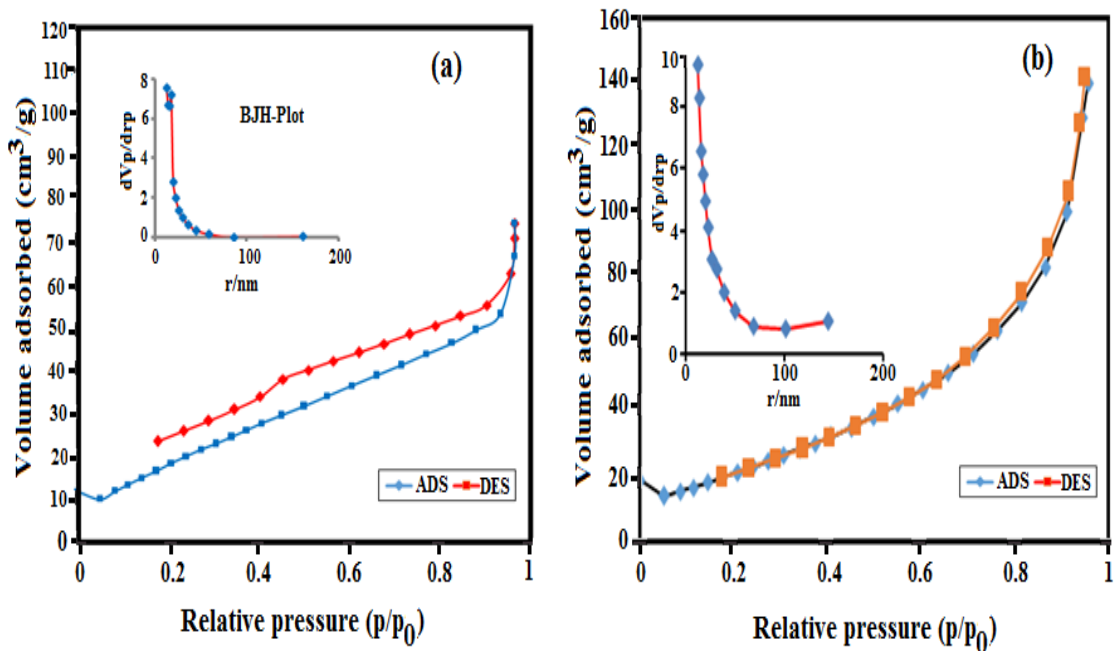 (a)
Volume adsorbed (cm³/g)
120
110
100
90
80
70
60
50
40
30
20
10
0
0 0.2 0.4 0.6 0.8 1
Relative pressure (p/p₀)
BJH-Plot
dVp/drp
8
6
4
2
0
0 100 200
r/nm
ADS DES
(b)
Volume adsorbed (cm³/g)
160
140
120
100
80
60
40
20
0
0 0.2 0.4 0.6 0.8 1
Relative pressure (p/p₀)
dVp/drp
10
8
6
4
2
0
0 100 200
r/nm
ADS DES